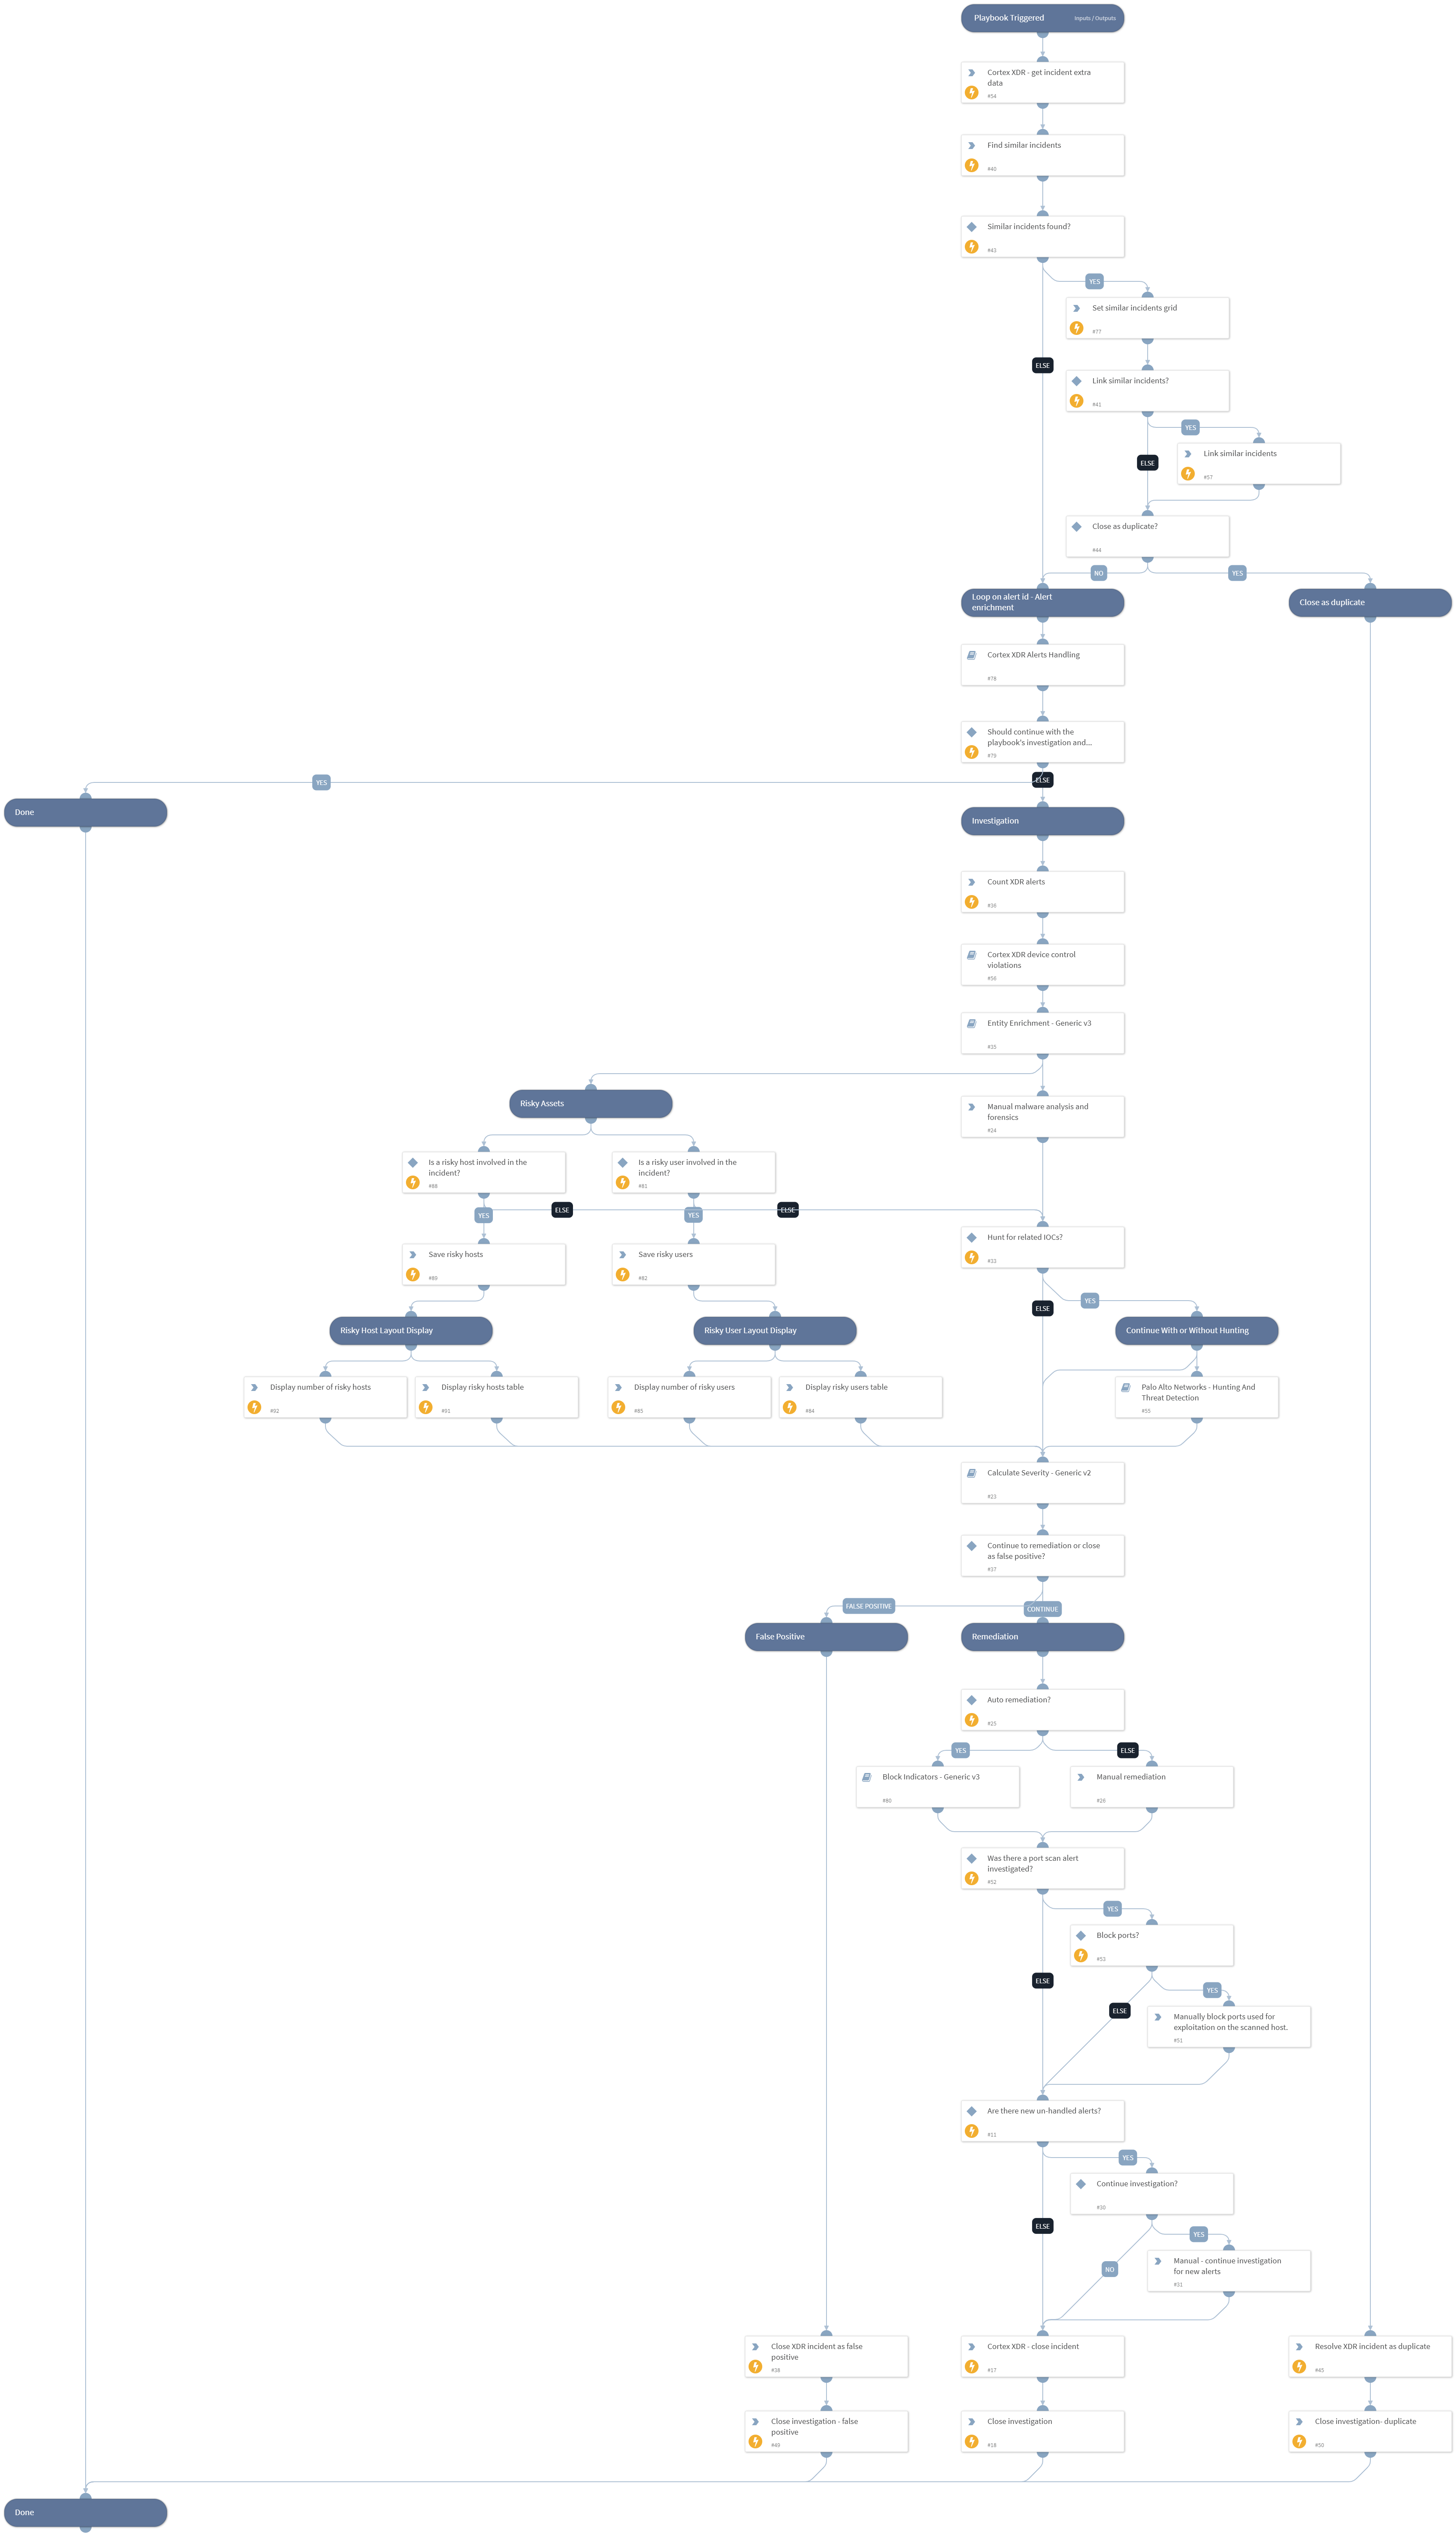 Playbook Triggered
Inputs / Outputs
Cortex XDR - get incident extra
data
#54
Find similar incidents
#40
Similar incidents found?
#43
YES
Set similar incidents grid
#77
ELSE
Link similar incidents?
#41
YES
ELSE
Link similar incidents
#57
Close as duplicate?
#44
NO
YES
Loop on alert id - Alert
enrichment
Close as duplicate
Cortex XDR Alerts Handling
#78
Should continue with the
playbook's investigation and...
#79
YES
ELSE
Done
Investigation
Count XDR alerts
#36
Cortex XDR device control
violations
#56
Entity Enrichment - Generic v3
#35
Risky Assets
Manual malware analysis and
forensics
#24
Is a risky host involved in the
incident?
#88
Is a risky user involved in the
incident?
#81
YES
ELSE
YES
ELSE
Hunt for related IOCs?
#33
Save risky hosts
#89
Save risky users
#82
YES
ELSE
Risky Host Layout Display
Risky User Layout Display
Continue With or Without Hunting
Display number of risky hosts
#92
Display risky hosts table
#91
Display number of risky users
#85
Display risky users table
#84
Palo Alto Networks - Hunting And
Threat Detection
#55
Calculate Severity - Generic v2
#23
Continue to remediation or close
as false positive?
#37
FALSE POSITIVE
CONTINUE
False Positive
Remediation
Auto remediation?
#25
YES
ELSE
Block Indicators - Generic v3
#80
Manual remediation
#26
Was there a port scan alert
investigated?
#52
YES
Block ports?
#53
ELSE
YES
ELSE
Manually block ports used for
exploitation on the scanned host.
#51
Are there new un-handled alerts?
#11
YES
Continue investigation?
#30
ELSE
YES
NO
Manual - continue investigation
for new alerts
#31
Close XDR incident as false
positive
#38
Cortex XDR - close incident
#17
Resolve XDR incident as duplicate
#45
Close investigation - false
positive
#49
Close investigation
#18
Close investigation- duplicate
#50
Done